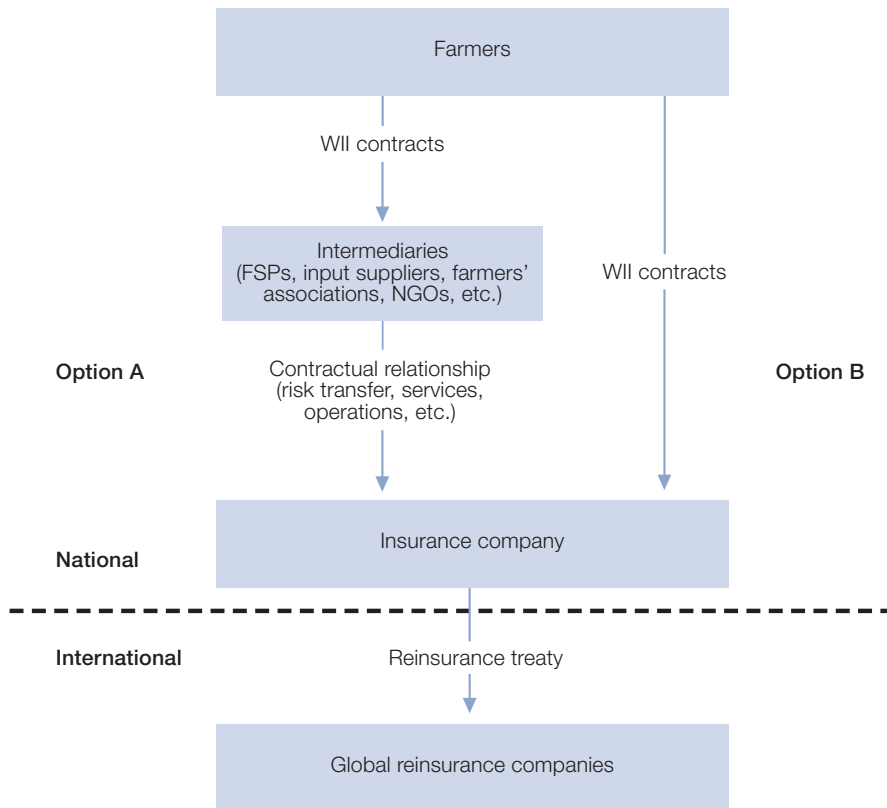 Farmers
WII contracts
Intermediaries
(FSPs, input suppliers, farmers’
associations, NGOs, etc.)
WII contracts
Option A
Contractual relationship
(risk transfer, services,
operations, etc.)
Option B
Insurance company
National
International
Reinsurance treaty
Global reinsurance companies